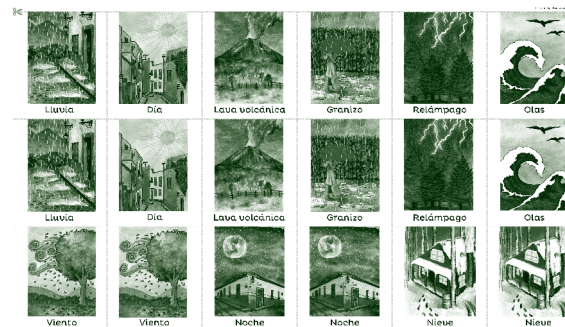 Lluvia
Día
Lava volcánica
Granizo
Relámpago
Olas
Lluvia
Día
Lava volcánica
Granizo
Relámpago
Olas
Viento
Viento
Noche
Noche
Nieve
Nieve